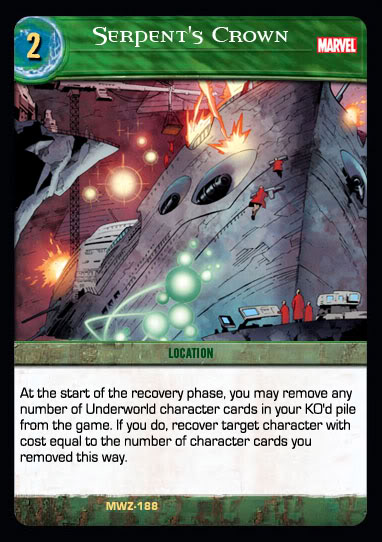 2
Serpent's Crown
MARVEL
LOCATION
At the start of the recovery phase, you may remove any
number of Underworld character cards in your KO'd pile
from the game. If you do, recover target character with
cost equal to the number of character cards you
removed this way.
MWZ-188